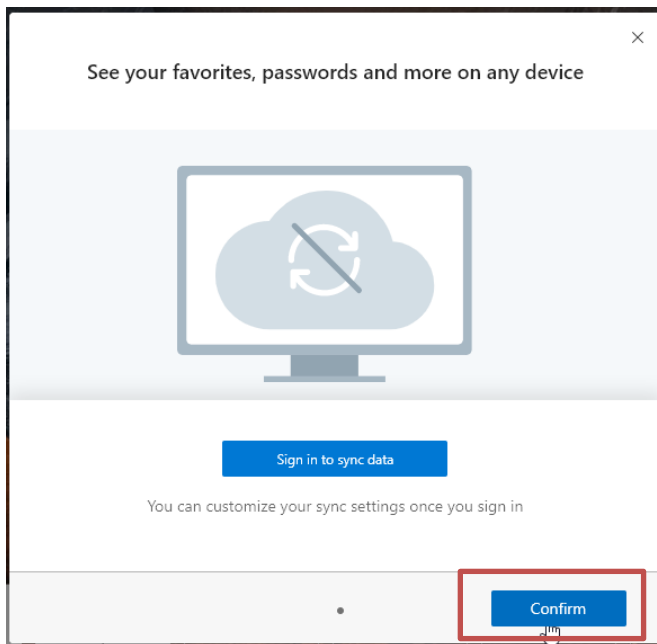 See your favorites, passwords and more on any device
Sign in to sync data
You can customize your sync settings once you sign in
Confirm